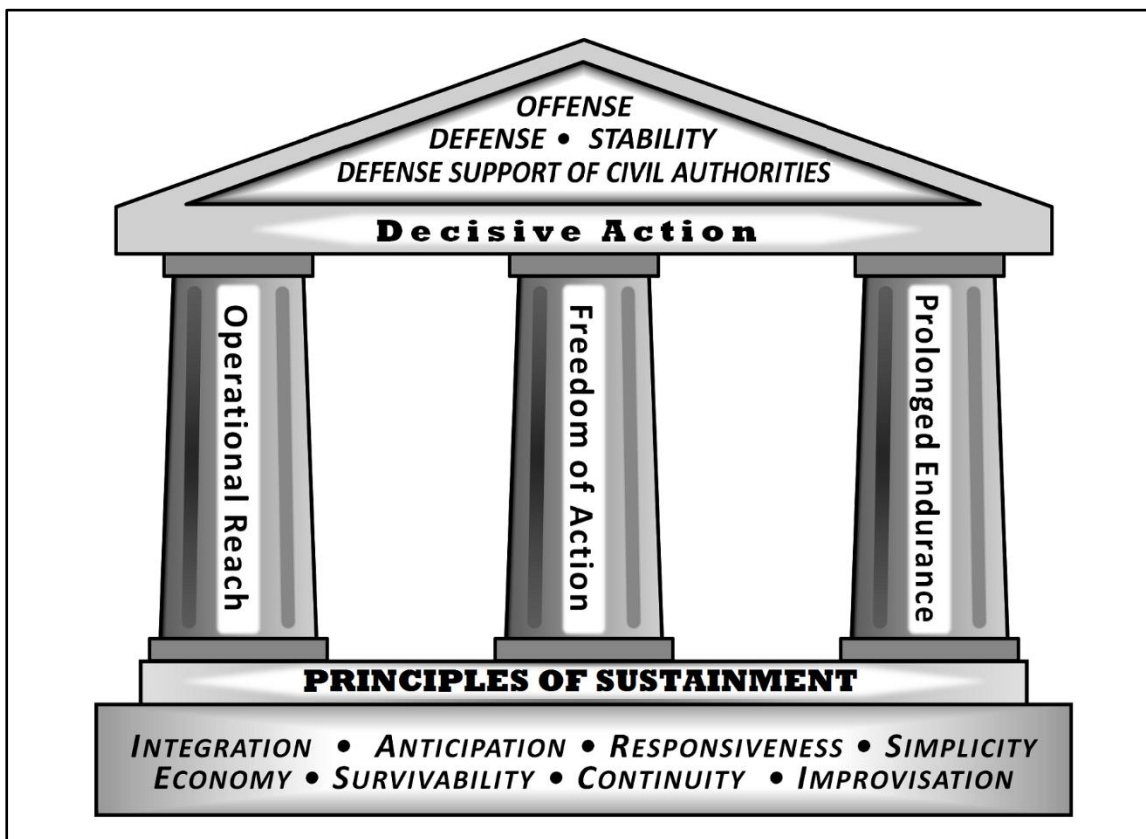 OFFENSE
DEFENSE • STABILITY
DEFENSE SUPPORT OF CIVIL AUTHORITIES
Decisive Action
Operational Reach
Freedom of Action
Prolonged Endurance
PRINCIPLES OF SUSTAINMENT
INTEGRATION • ANTICIPATION • RESPONSIVENESS • SIMPLICITY
ECONOMY • SURVIVABILITY • CONTINUITY • IMPROVISATION